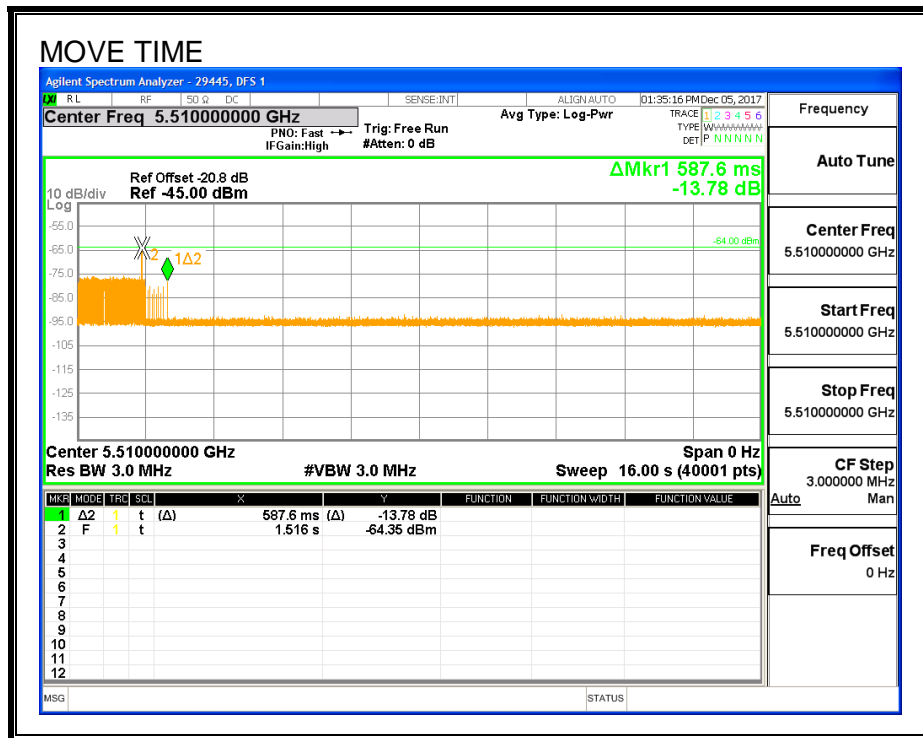 MOVE TIME
Agilent Spectrum Analyzer - 29445, DFS 1
LXI RL RF 50 Ω DC SENSE:INT ALIGN AUTO 01:35:16 PM Dec 05, 2017
Center Freq 5.510000000 GHz Avg Type: Log-Pwr TRACE 1 2 3 4 5 6
PNO: Fast Trig: Free Run TYPE WWWWWW
IFGain:High #Atten: 0 dB DET P N N N N N
Ref Offset -20.8 dB ΔMkr1 587.6 ms
10 dB/div Ref -45.00 dBm -13.78 dB
Log
-55.0
-64.00 dBm
-65.0
2 1Δ2
-75.0
-85.0
-95.0
-105
-115
-125
-135
Center 5.510000000 GHz Span 0 Hz
Res BW 3.0 MHz #VBW 3.0 MHz Sweep 16.00 s (40001 pts)
MKR MODE TRC SCL X Y FUNCTION FUNCTION WIDTH FUNCTION VALUE
1 Δ2 1 t (Δ) 587.6 ms (Δ) -13.78 dB
2 F 1 t 1.516 s -64.35 dBm
3
4
5
6
7
8
9
10
11
12
MSG STATUS
Frequency
Auto Tune
Center Freq
5.510000000 GHz
Start Freq
5.510000000 GHz
Stop Freq
5.510000000 GHz
CF Step
3.000000 MHz
Auto Man
Freq Offset
0 Hz